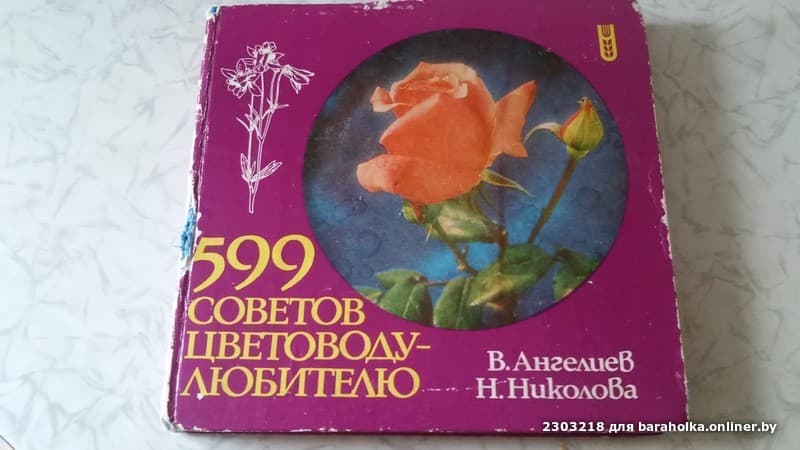 599
СОВЕТОВ
ЦВЕТОВОДУ-
ЛЮБИТЕЛЮ
В. Ангелиев
Н. Николова
2303218 для baraholka.onliner.by